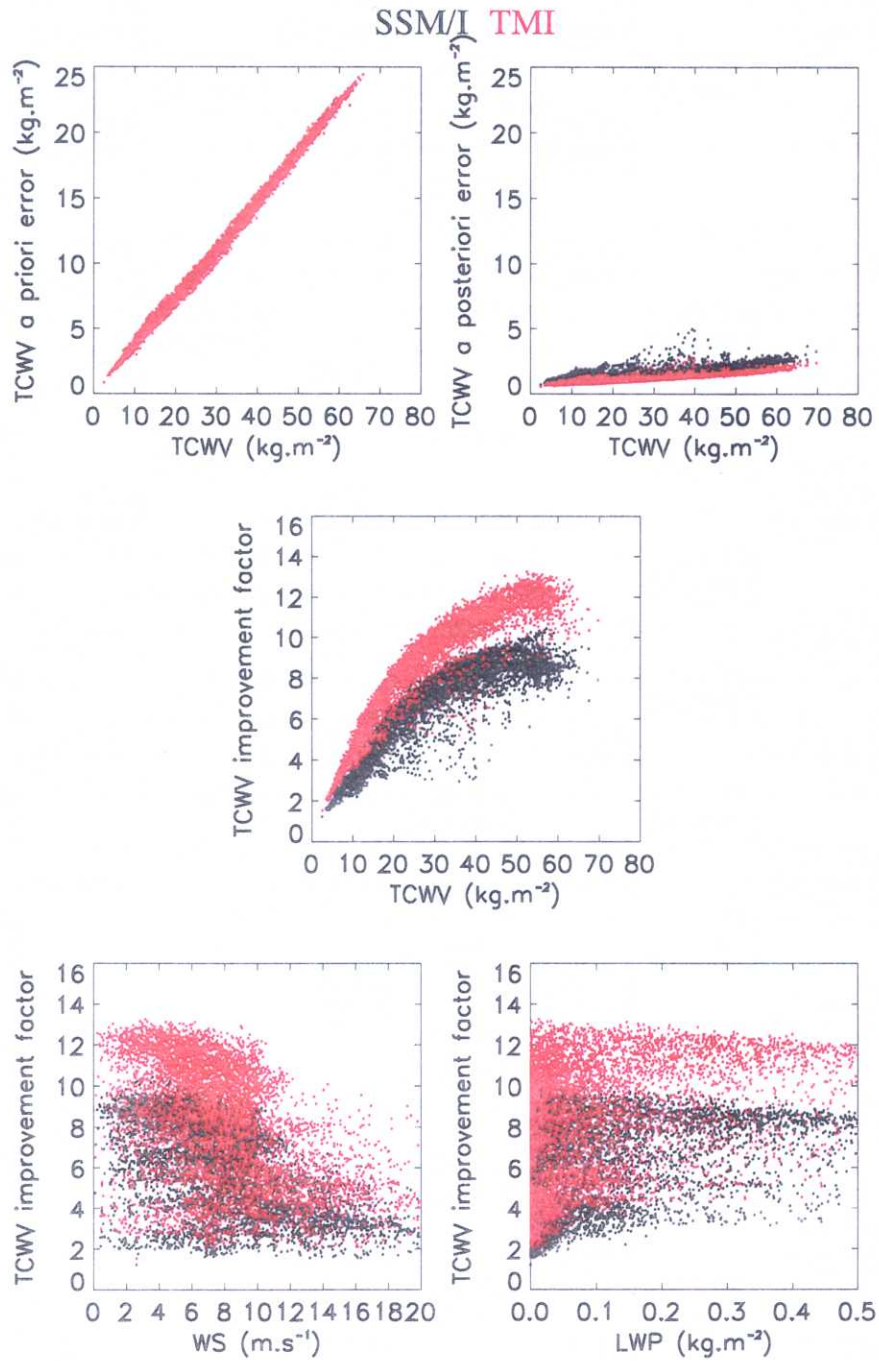 SSM/I TMI
TCWV a priori error (kg.m⁻²)
25
20
15
10
5
0
0 10 20 30 40 50 60 70 80
TCWV (kg.m⁻²)
TCWV a posteriori error (kg.m⁻²)
25
20
15
10
5
0
0 10 20 30 40 50 60 70 80
TCWV (kg.m⁻²)
TCWV improvement factor
16
14
12
10
8
6
4
2
0
0 10 20 30 40 50 60 70 80
TCWV (kg.m⁻²)
TCWV improvement factor
16
14
12
10
8
6
4
2
0
0 2 4 6 8 10 12 14 16 18 20
WS (m.s⁻¹)
TCWV improvement factor
16
14
12
10
8
6
4
2
0
0.0 0.1 0.2 0.3 0.4 0.5
LWP (kg.m⁻²)